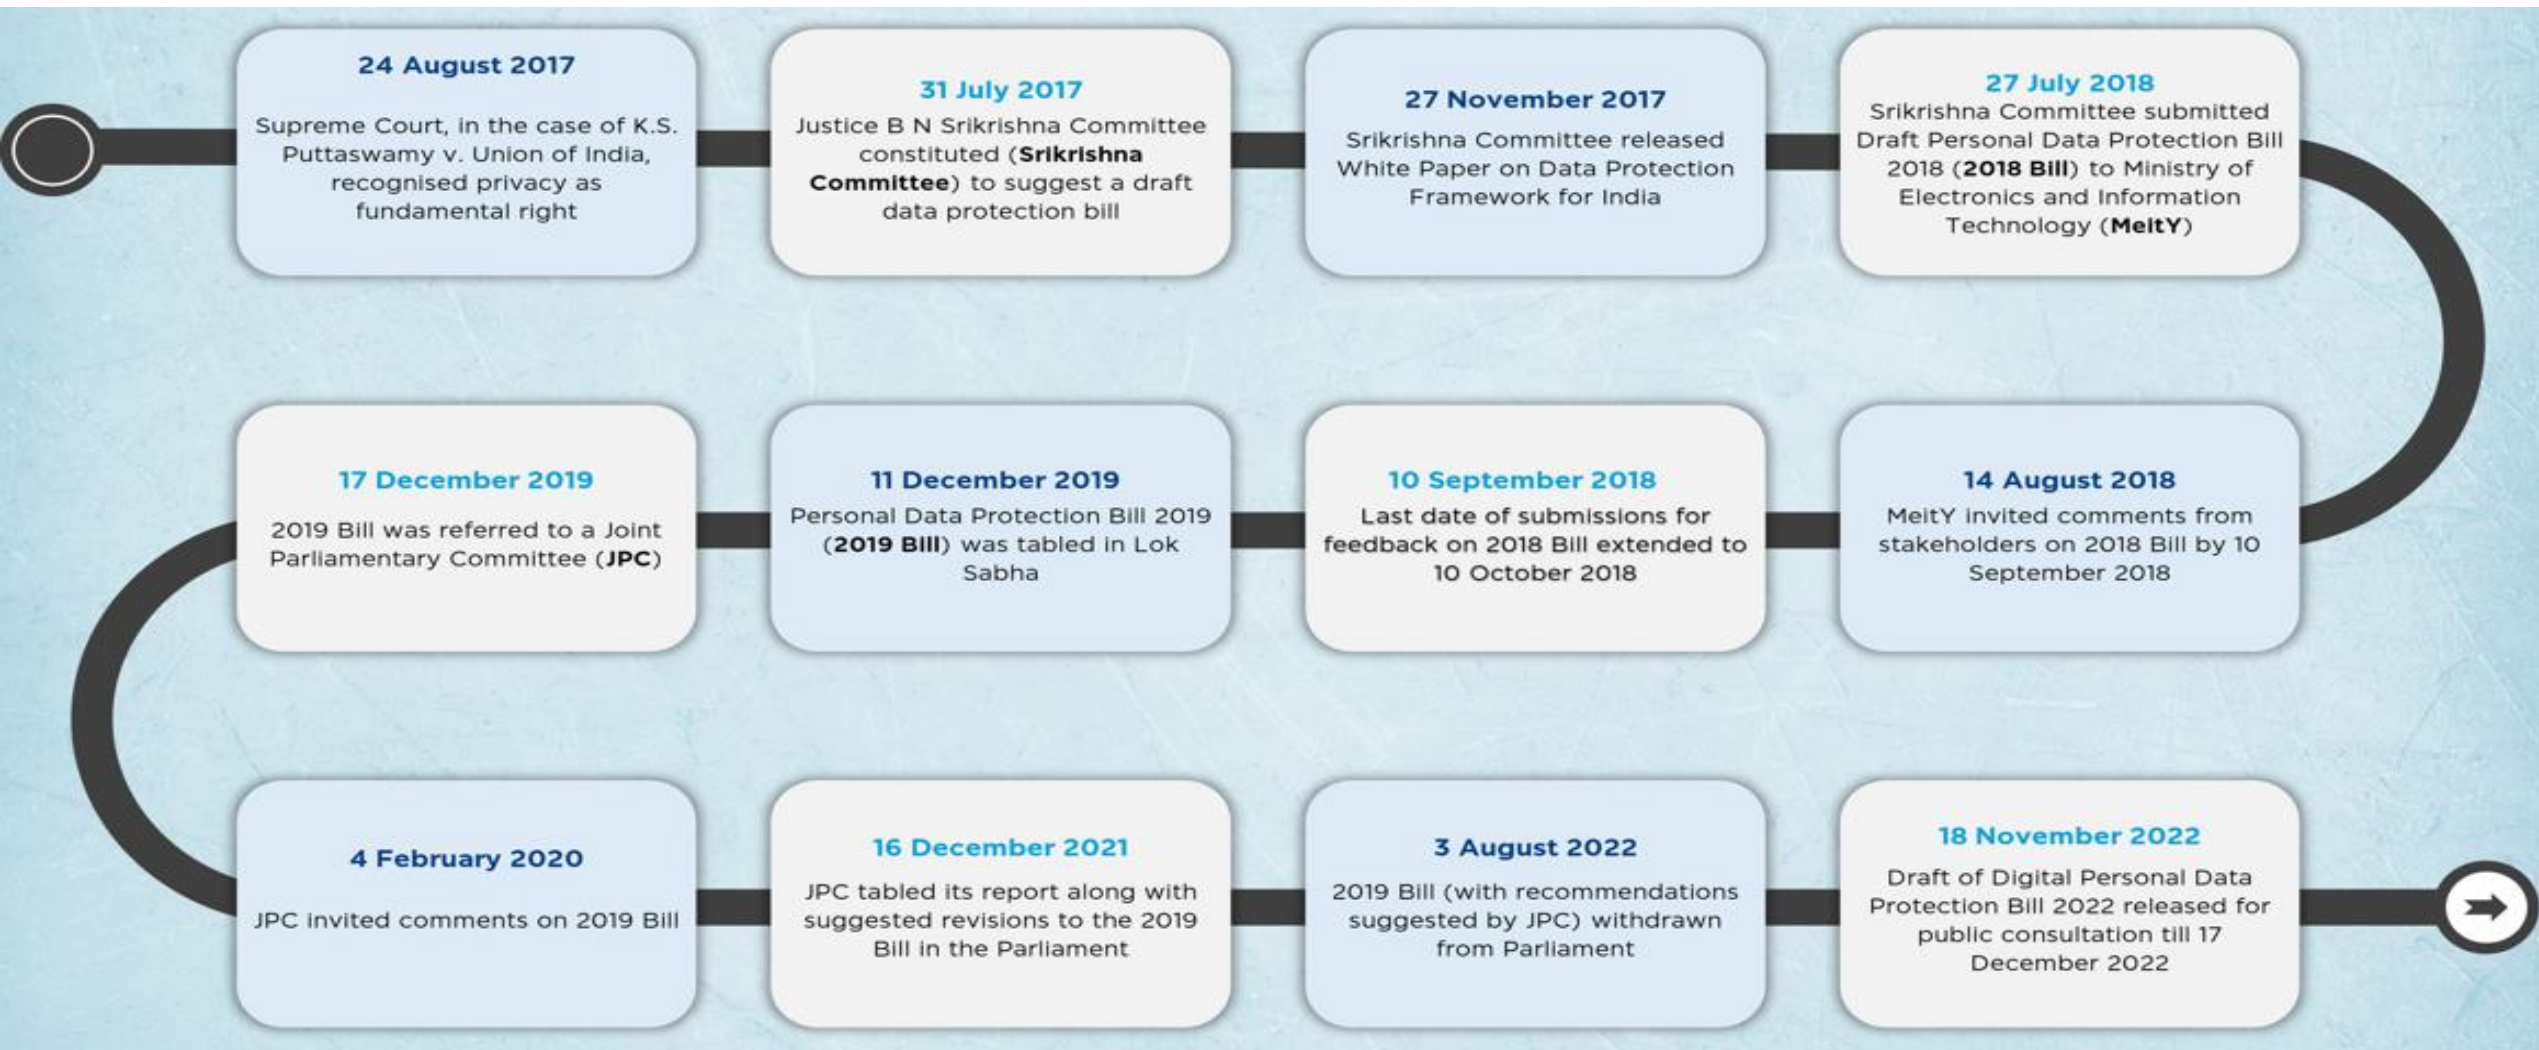 24 August 2017
Supreme Court, in the case of K.S.
Puttaswamy v. Union of India,
recognised privacy as
fundamental right
31 July 2017
Justice B N Srikrishna Committee
constituted (Srikrishna
Committee) to suggest a draft
data protection bill
27 November 2017
Srikrishna Committee released
White Paper on Data Protection
Framework for India
27 July 2018
Srikrishna Committee submitted
Draft Personal Data Protection Bill
2018 (2018 Bill) to Ministry of
Electronics and Information
Technology (MeitY)
14 August 2018
MeitY invited comments from
stakeholders on 2018 Bill by 10
September 2018
10 September 2018
Last date of submissions for
feedback on 2018 Bill extended to
10 October 2018
11 December 2019
Personal Data Protection Bill 2019
(2019 Bill) was tabled in Lok
Sabha
17 December 2019
2019 Bill was referred to a Joint
Parliamentary Committee (JPC)
4 February 2020
JPC invited comments on 2019 Bill
16 December 2021
JPC tabled its report along with
suggested revisions to the 2019
Bill in the Parliament
3 August 2022
2019 Bill (with recommendations
suggested by JPC) withdrawn
from Parliament
18 November 2022
Draft of Digital Personal Data
Protection Bill 2022 released for
public consultation till 17
December 2022